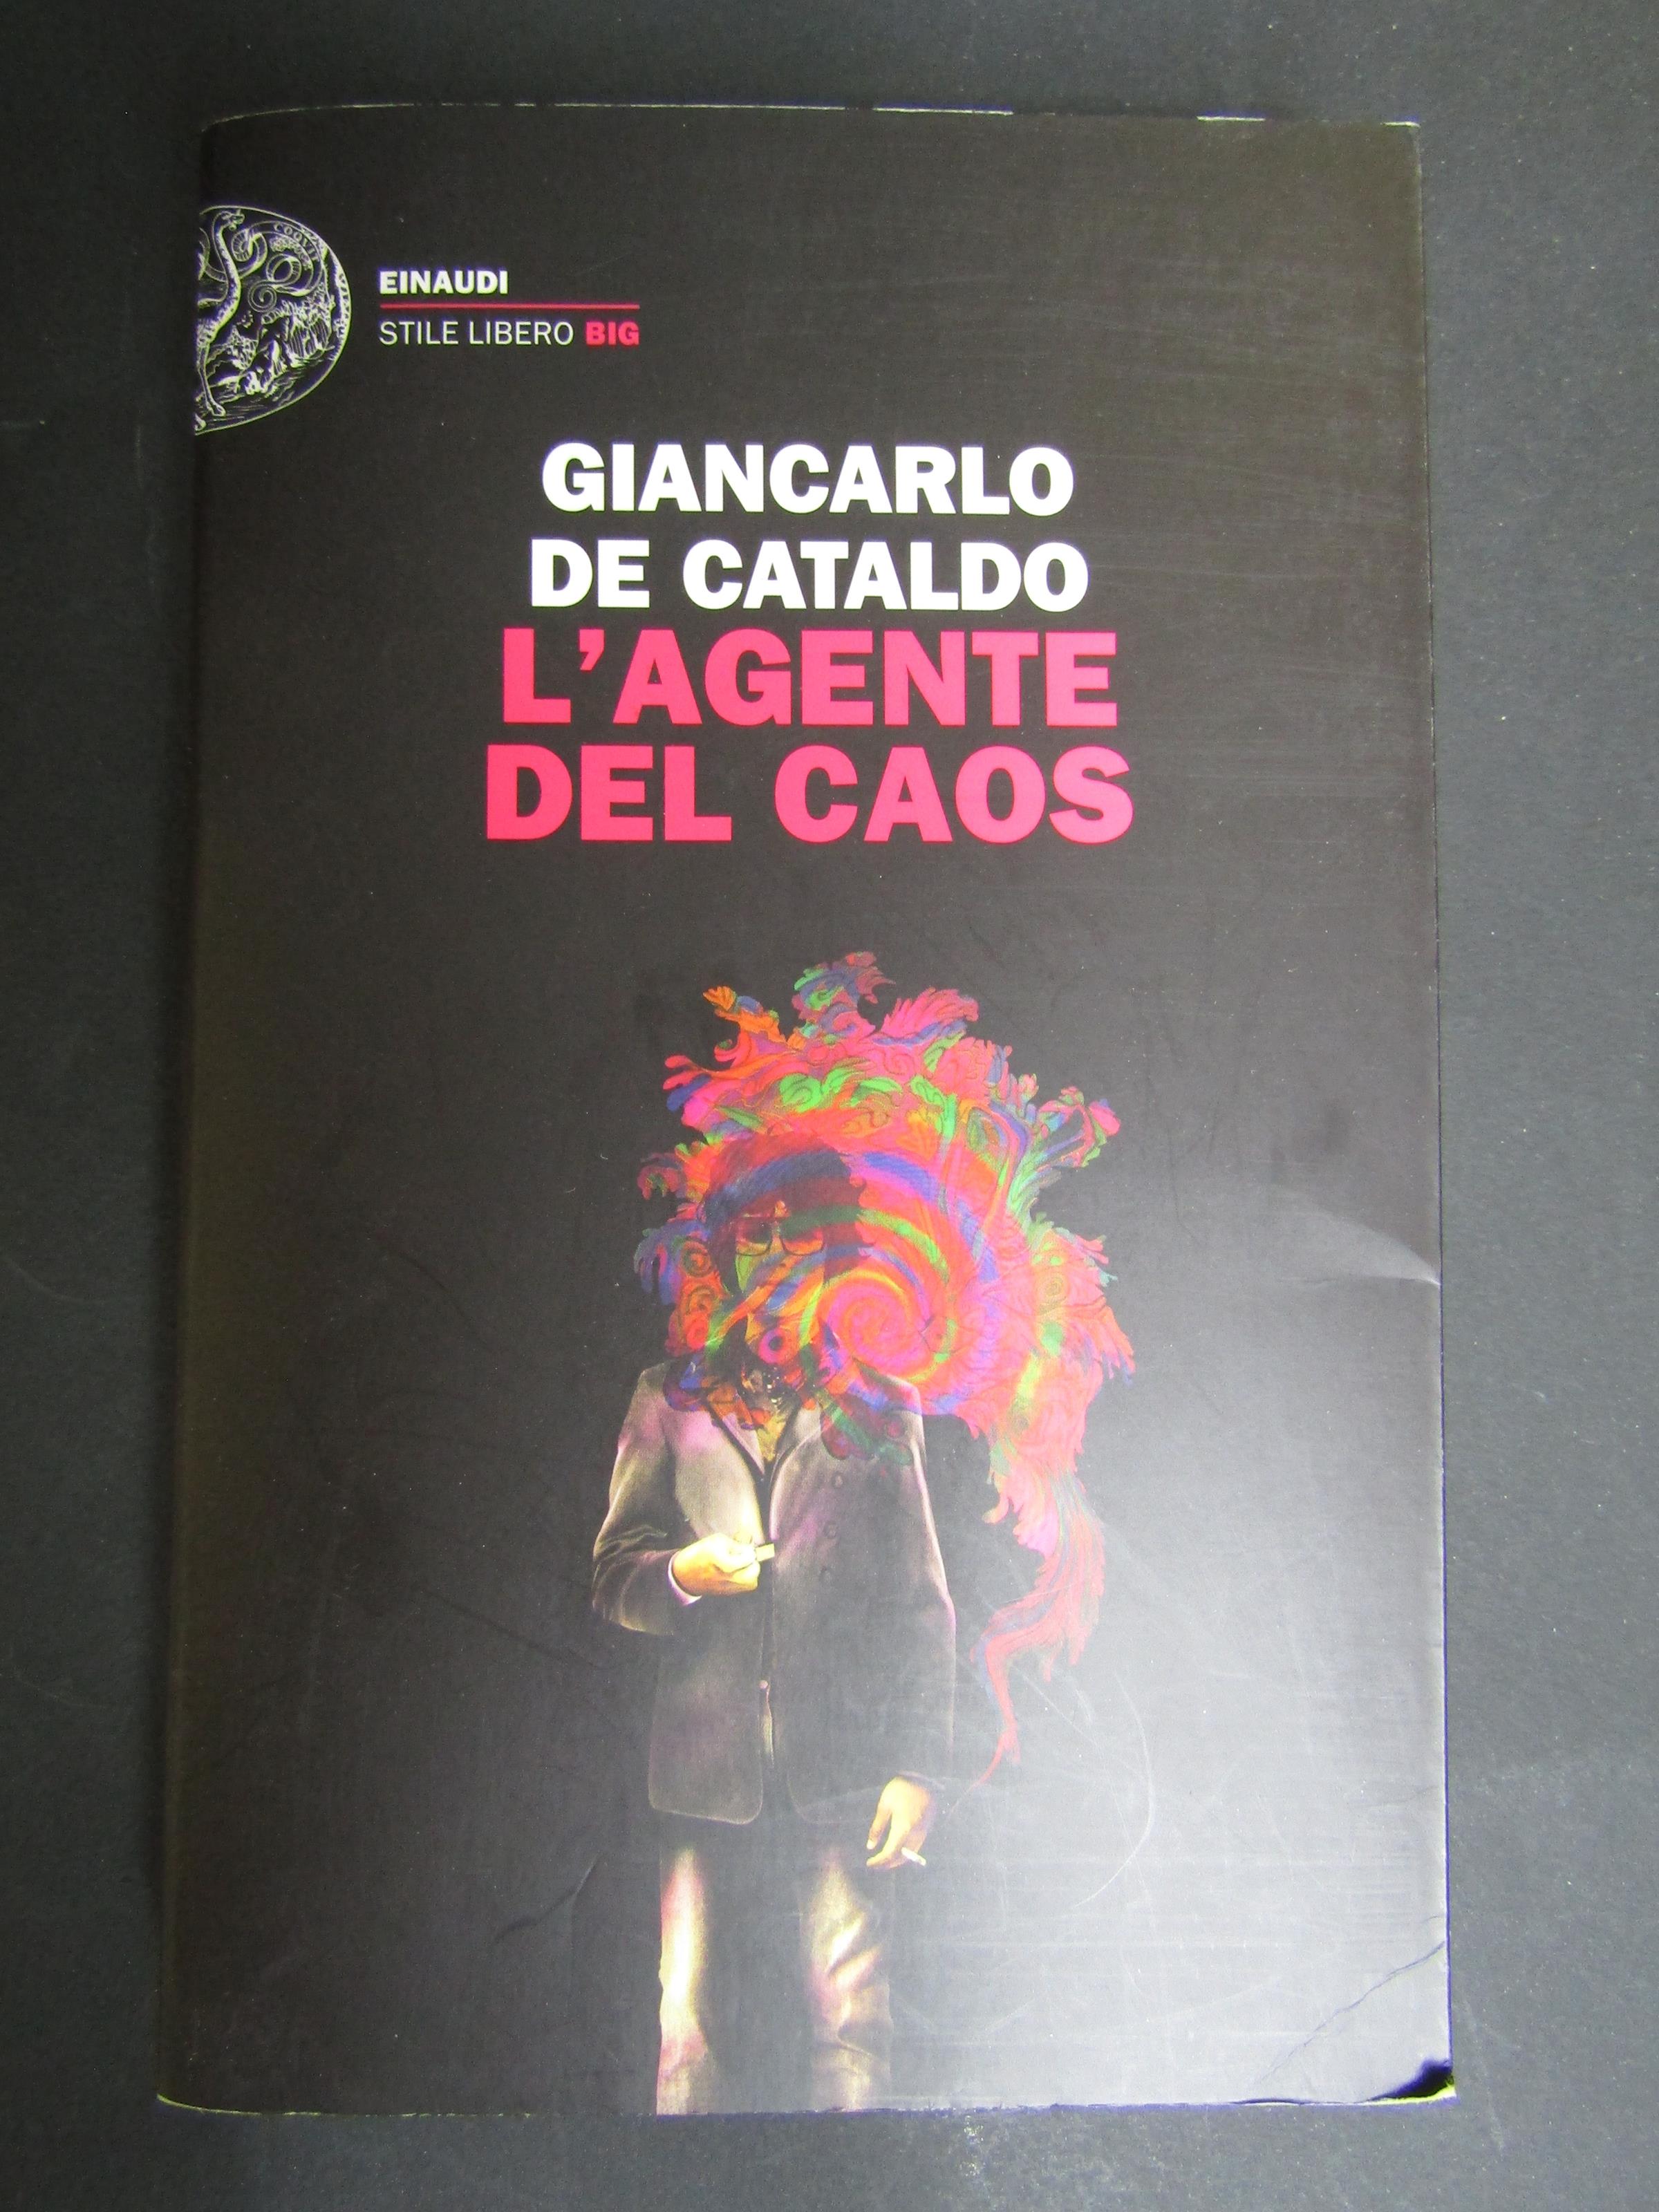 EINAUDI
STILE LIBERO BIG
GIANCARLO
DE CATALDO
L'AGENTE
DEL CAOS